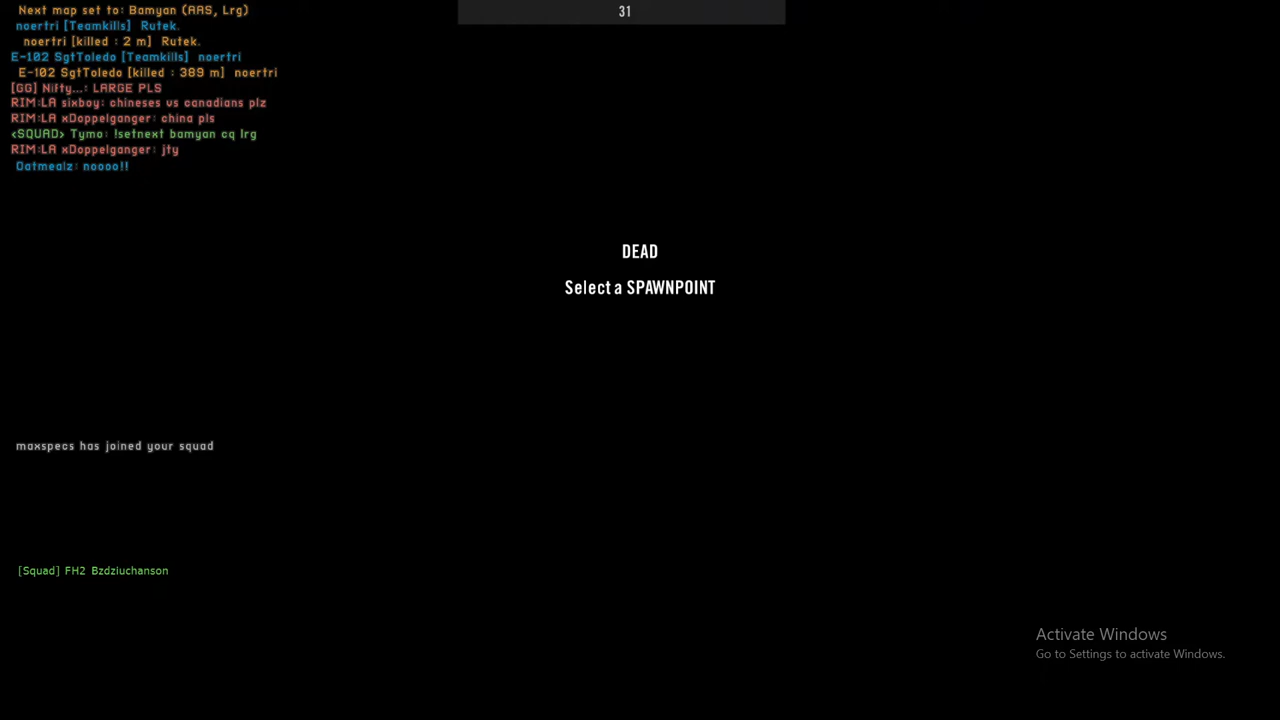 Next map set to: Bamyan (AAS, Lrg)
31
noertri [Teamkills] Rutek.
noertri [killed : 2 m] Rutek.
E-102 SgtToledo [Teamkills] noertri
E-102 SgtToledo [killed : 389 m] noertri
[GG] Nifty...: LARGE PLS
RIM:LA sixboy: chineses vs canadians plz
RIM:LA xDoppelganger: china pls
<SQUAD> Tymo: !setnext bamyan cq lrg
RIM:LA xDoppelganger: jty
Oatmealz: noooo!!
DEAD
Select a SPAWNPOINT
maxspecs has joined your squad
[Squad] FH2 Bzdziuchanson
Activate Windows
Go to Settings to activate Windows.